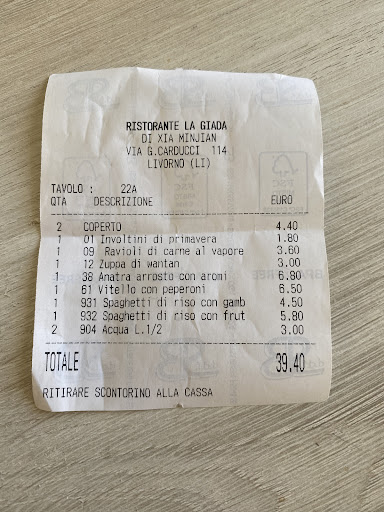 RISTORANTE LA GIADA
DI XIA MINJIAN
VIA G.CARDUCCI 114
LIVORNO (LI)
TAVOLO : 22A
QTA DESCRIZIONE EURO
2 COPERTO 4.40
1 01 Involtini di primavera 1.80
1 09 Ravioli di carne al vapore 3.60
1 12 Zuppa di wantan 3.00
1 38 Anatra arrosto con aromi 6.80
1 61 Vitello con peperoni 6.50
1 931 Spaghetti di riso con gamb 4.50
1 932 Spaghetti di riso con frut 5.80
2 904 Acqua L.1/2 3.00
TOTALE 39.40
RITIRARE SCONTORINO ALLA CASSA